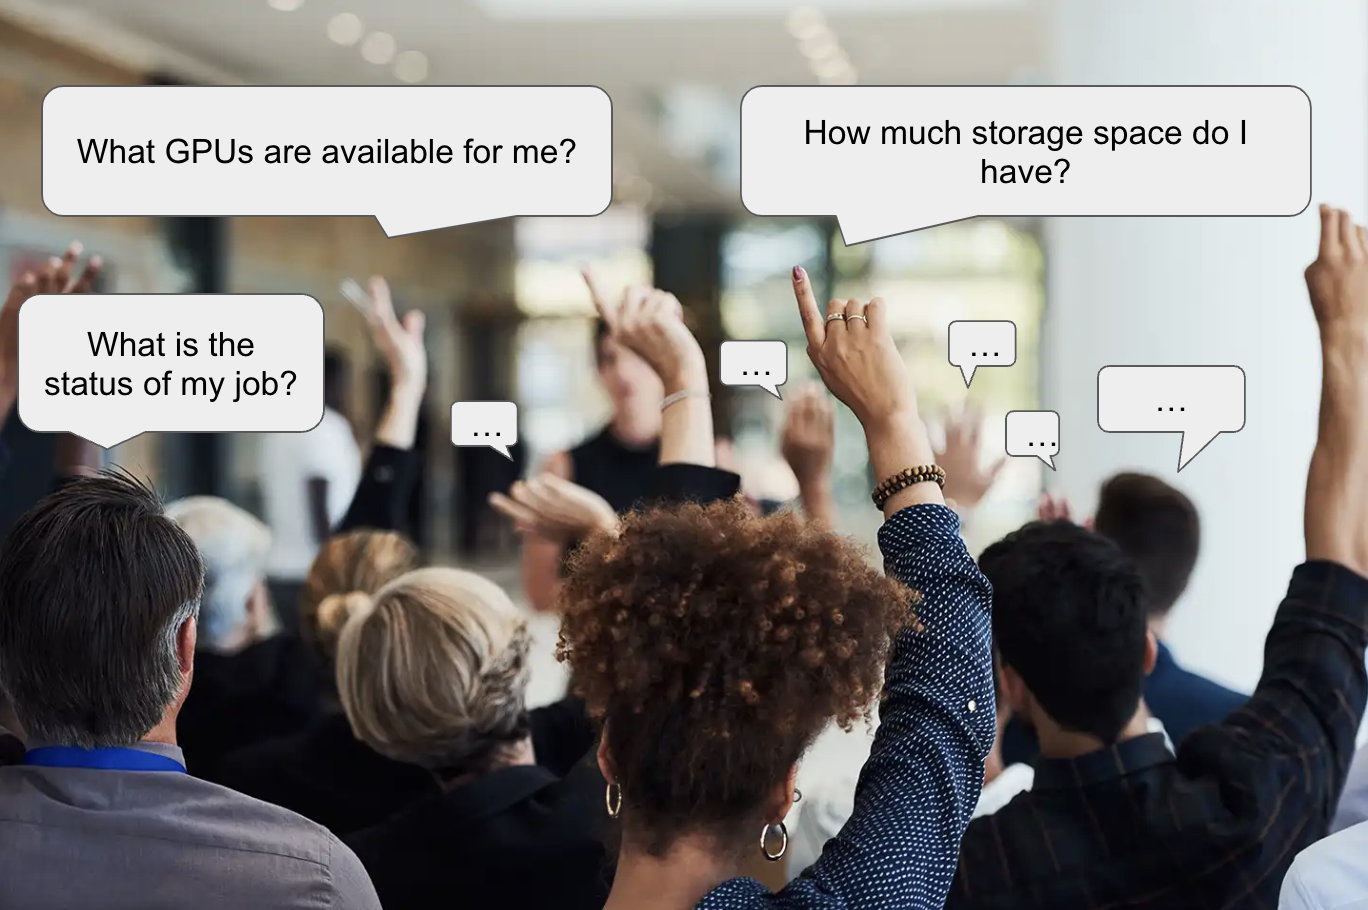 What GPUs are available for me?
How much storage space do I
have?
What is the
status of my job?
...
...
...
...
...